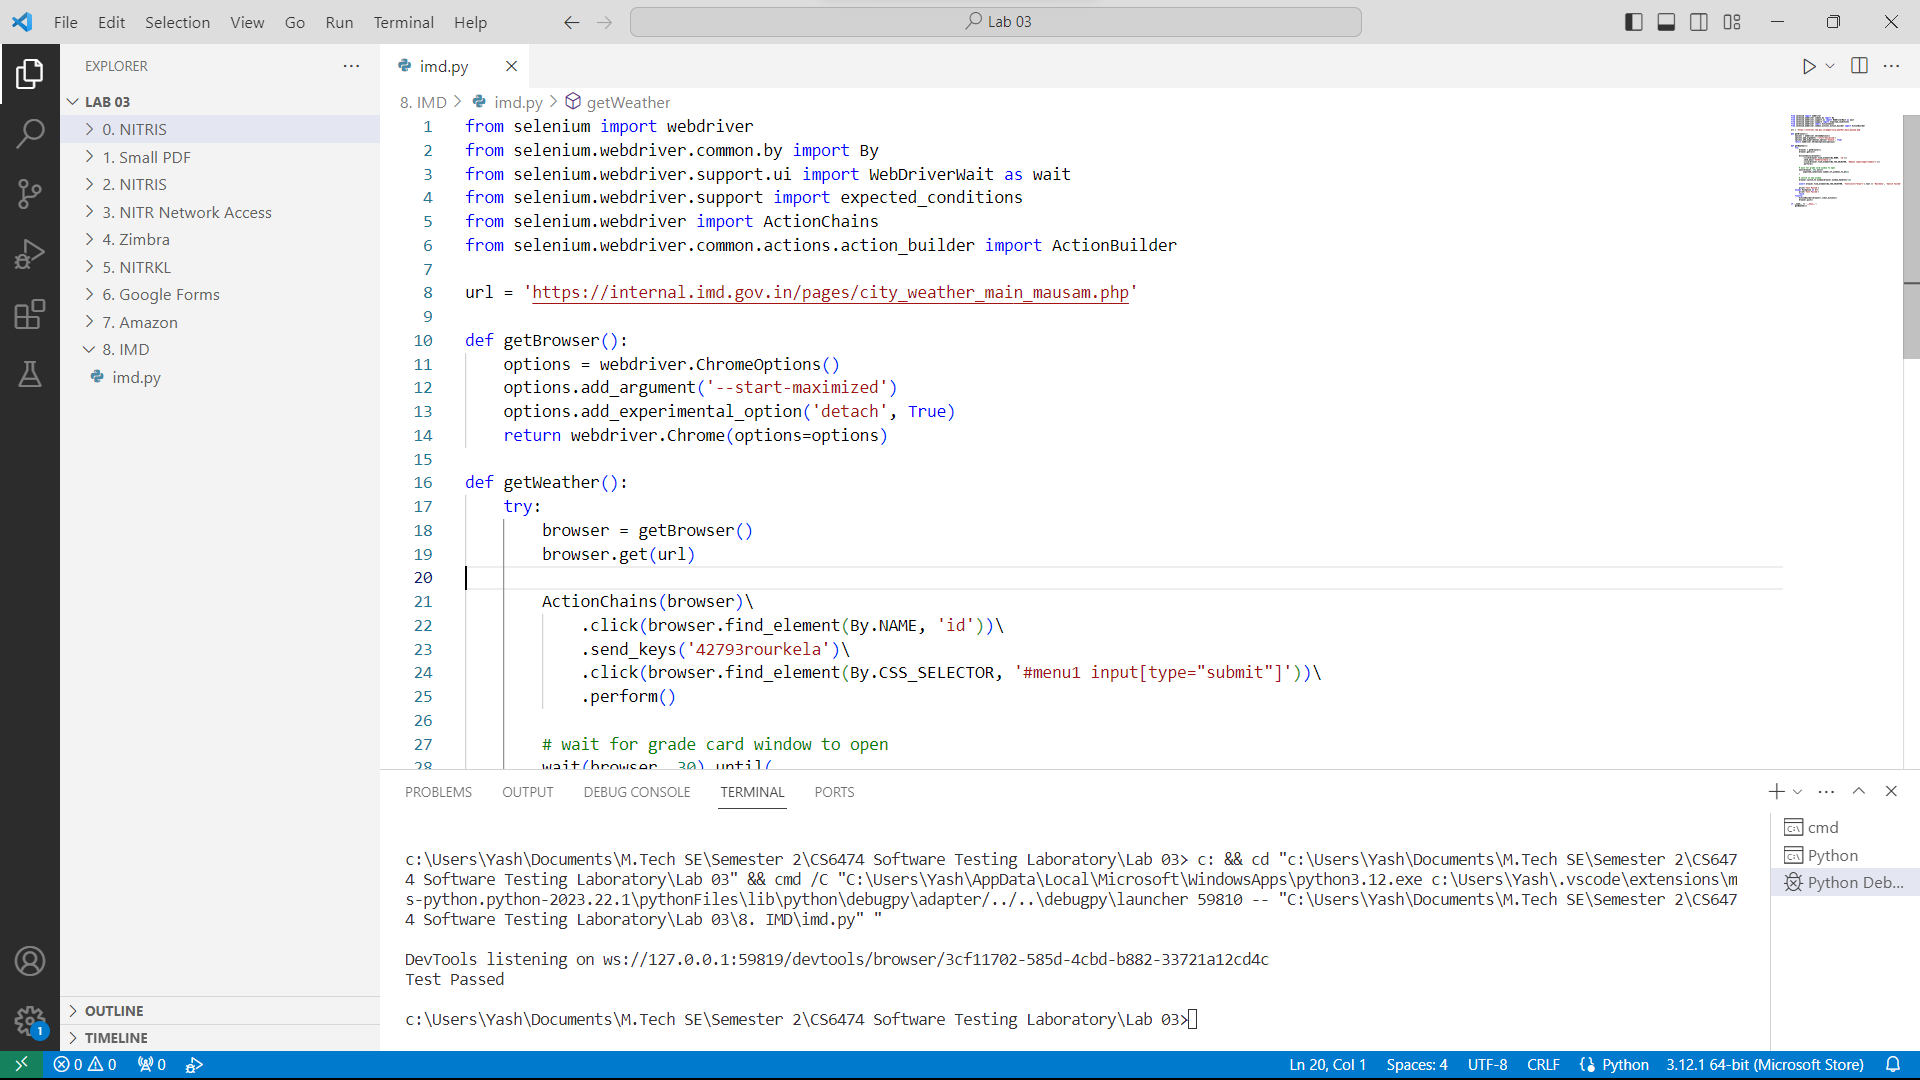 File Edit Selection View Go Run Terminal Help
Lab 03
EXPLORER
LAB 03
0. NITRIS
1. Small PDF
2. NITRIS
3. NITR Network Access
4. Zimbra
5. NITRKL
6. Google Forms
7. Amazon
8. IMD
imd.py
OUTLINE
TIMELINE
imd.py
8. IMD > imd.py > getWeather
1 from selenium import webdriver
2 from selenium.webdriver.common.by import By
3 from selenium.webdriver.support.ui import WebDriverWait as wait
4 from selenium.webdriver.support import expected_conditions
5 from selenium.webdriver import ActionChains
6 from selenium.webdriver.common.actions.action_builder import ActionBuilder
7
8 url = 'https://internal.imd.gov.in/pages/city_weather_main_mausam.php'
9
10 def getBrowser():
11 options = webdriver.ChromeOptions()
12 options.add_argument('--start-maximized')
13 options.add_experimental_option('detach', True)
14 return webdriver.Chrome(options=options)
15
16 def getWeather():
17 try:
18 browser = getBrowser()
19 browser.get(url)
20
21 ActionChains(browser)\
22 .click(browser.find_element(By.NAME, 'id'))\
23 .send_keys('42793rourkela')\
24 .click(browser.find_element(By.CSS_SELECTOR, '#menu1 input[type="submit"]'))\
25 .perform()
26
27 # wait for grade card window to open
28 wait(browser, 30).until(
PROBLEMS OUTPUT DEBUG CONSOLE TERMINAL PORTS
c:\Users\Yash\Documents\M.Tech SE\Semester 2\CS6474 Software Testing Laboratory\Lab 03> c: && cd "c:\Users\Yash\Documents\M.Tech SE\Semester 2\CS647
4 Software Testing Laboratory\Lab 03" && cmd /C "C:\Users\Yash\AppData\Local\Microsoft\WindowsApps\python3.12.exe c:\Users\Yash\.vscode\extensions\m
s-python.python-2023.22.1\pythonFiles\lib\python\debugpy\adapter/../..\debugpy\launcher 59810 -- "C:\Users\Yash\Documents\M.Tech SE\Semester 2\CS647
4 Software Testing Laboratory\Lab 03\8. IMD\imd.py" "
DevTools listening on ws://127.0.0.1:59819/devtools/browser/3cf11702-585d-4cbd-b882-33721a12cd4c
Test Passed
c:\Users\Yash\Documents\M.Tech SE\Semester 2\CS6474 Software Testing Laboratory\Lab 03>
cmd
Python
Python Deb...
1
0 0 0 Ln 20, Col 1 Spaces: 4 UTF-8 CRLF Python 3.12.1 64-bit (Microsoft Store)